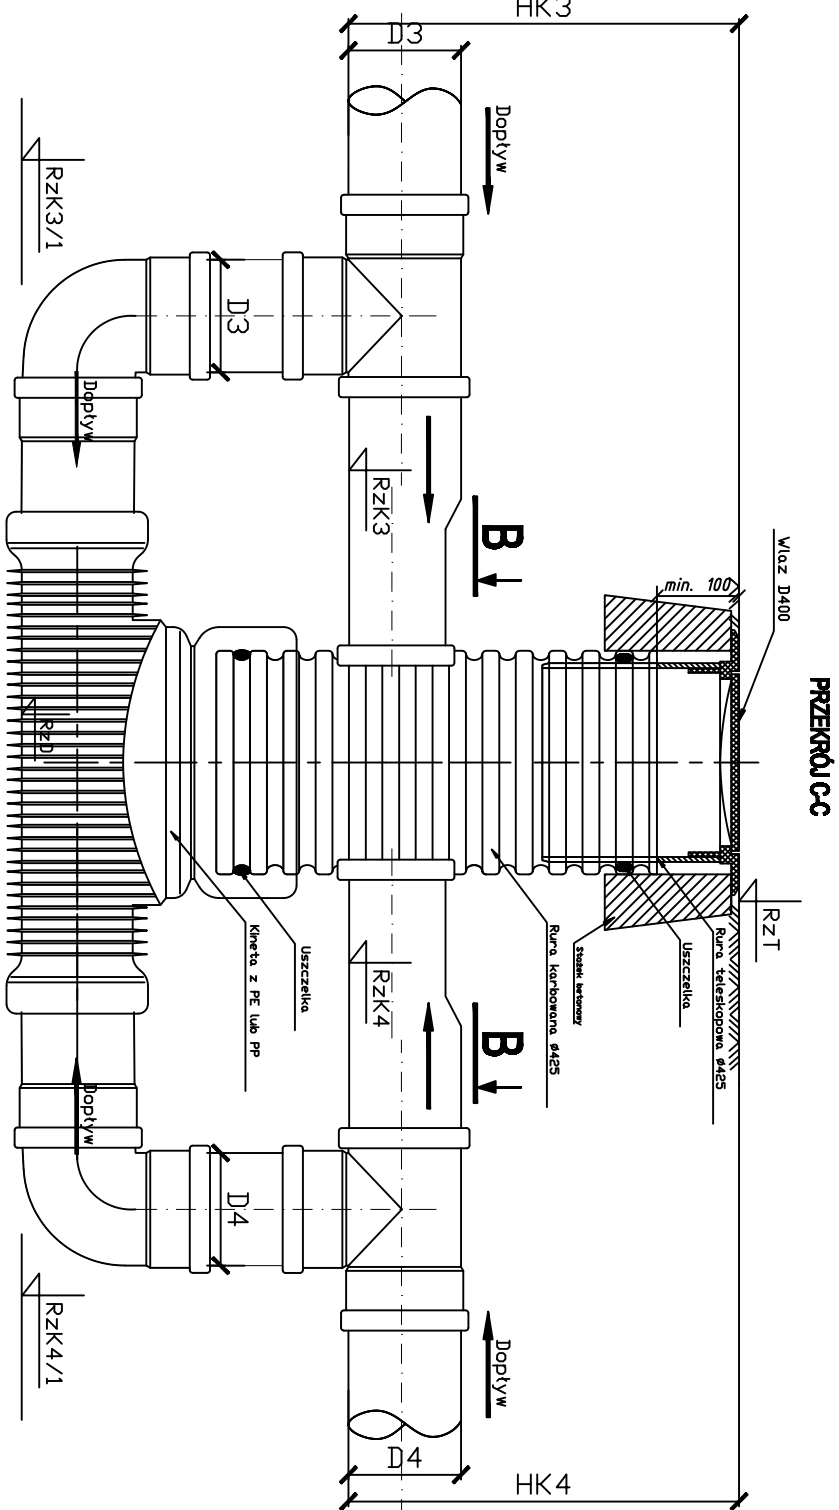 PRZEKRÓJ C-C
HK3
D3
Dopływ
RzK3/1
D3
Dopływ
RzK3
B
min. 100
Właz D400
RzD
RzT
Rura teleskopowa ø425
Uszczelka
Stożek betonowy
Rura karbowana ø425
Uszczelka
Kineta z PE lub PP
RzK4
B
Dopływ
D4
RzK4/1
Dopływ
D4
HK4